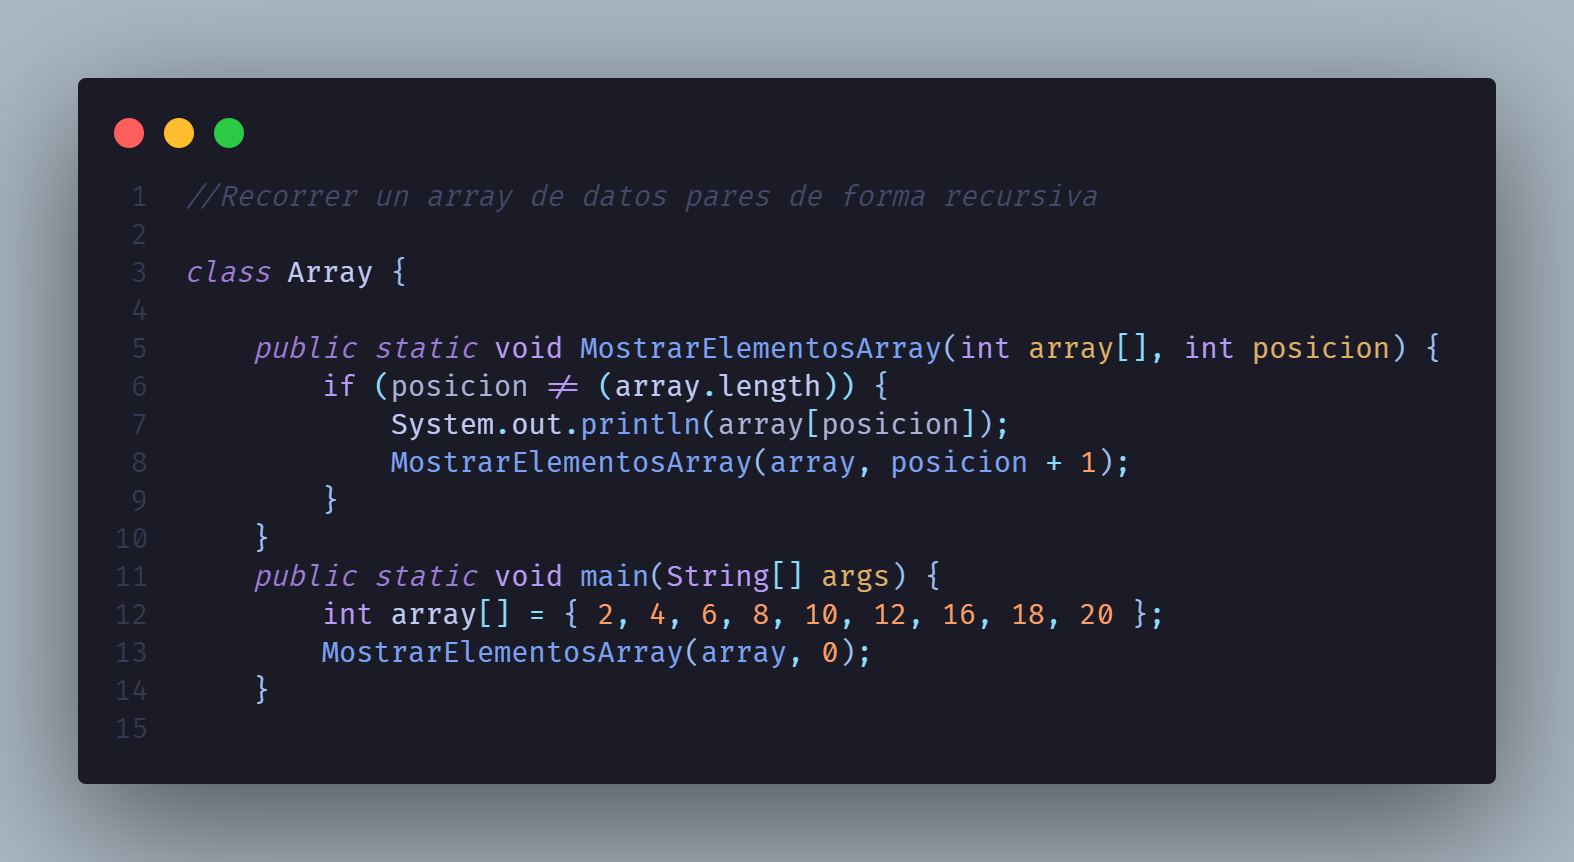 1 //Recorrer un array de datos pares de forma recursiva
2
3 class Array {
4
5     public static void MostrarElementosArray(int array[], int posicion) {
6         if (posicion != (array.length)) {
7             System.out.println(array[posicion]);
8             MostrarElementosArray(array, posicion + 1);
9         }
10     }
11     public static void main(String[] args) {
12         int array[] = { 2, 4, 6, 8, 10, 12, 16, 18, 20 };
13         MostrarElementosArray(array, 0);
14     }
15